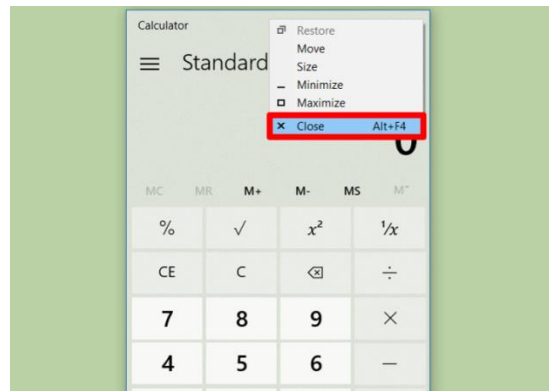 Calculator
Restore
Move
Standard
Size
Minimize
Maximize
Close Alt+F4
0
MC MR M+ M- MS M˅
% √ x² ¹/x
CE C ÷
7 8 9 ×
4 5 6 −